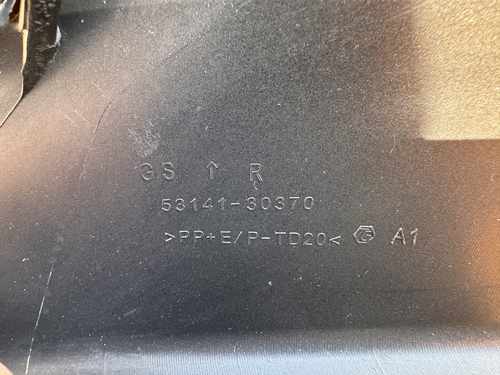 GS ↑ R
53141-30370
>PP+E/P-TD20< G A1